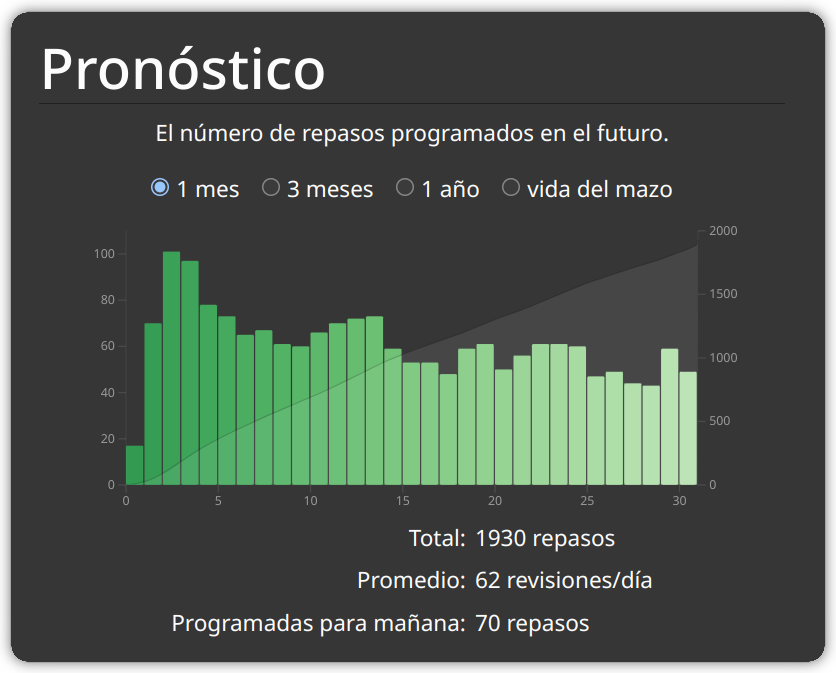 Pronóstico
El número de repasos programados en el futuro.
1 mes 3 meses 1 año vida del mazo
2000
100
80
1500
60
1000
40
500
20
0 0
0 5 10 15 20 25 30
Total: 1930 repasos
Promedio: 62 revisiones/día
Programadas para mañana: 70 repasos